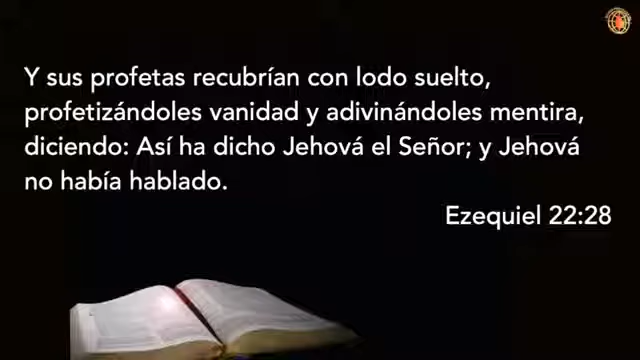 Y sus profetas recubrían con lodo suelto,
profetizándoles vanidad y adivinándoles mentira,
diciendo: Así ha dicho Jehová el Señor; y Jehová
no había hablado.
Ezequiel 22:28